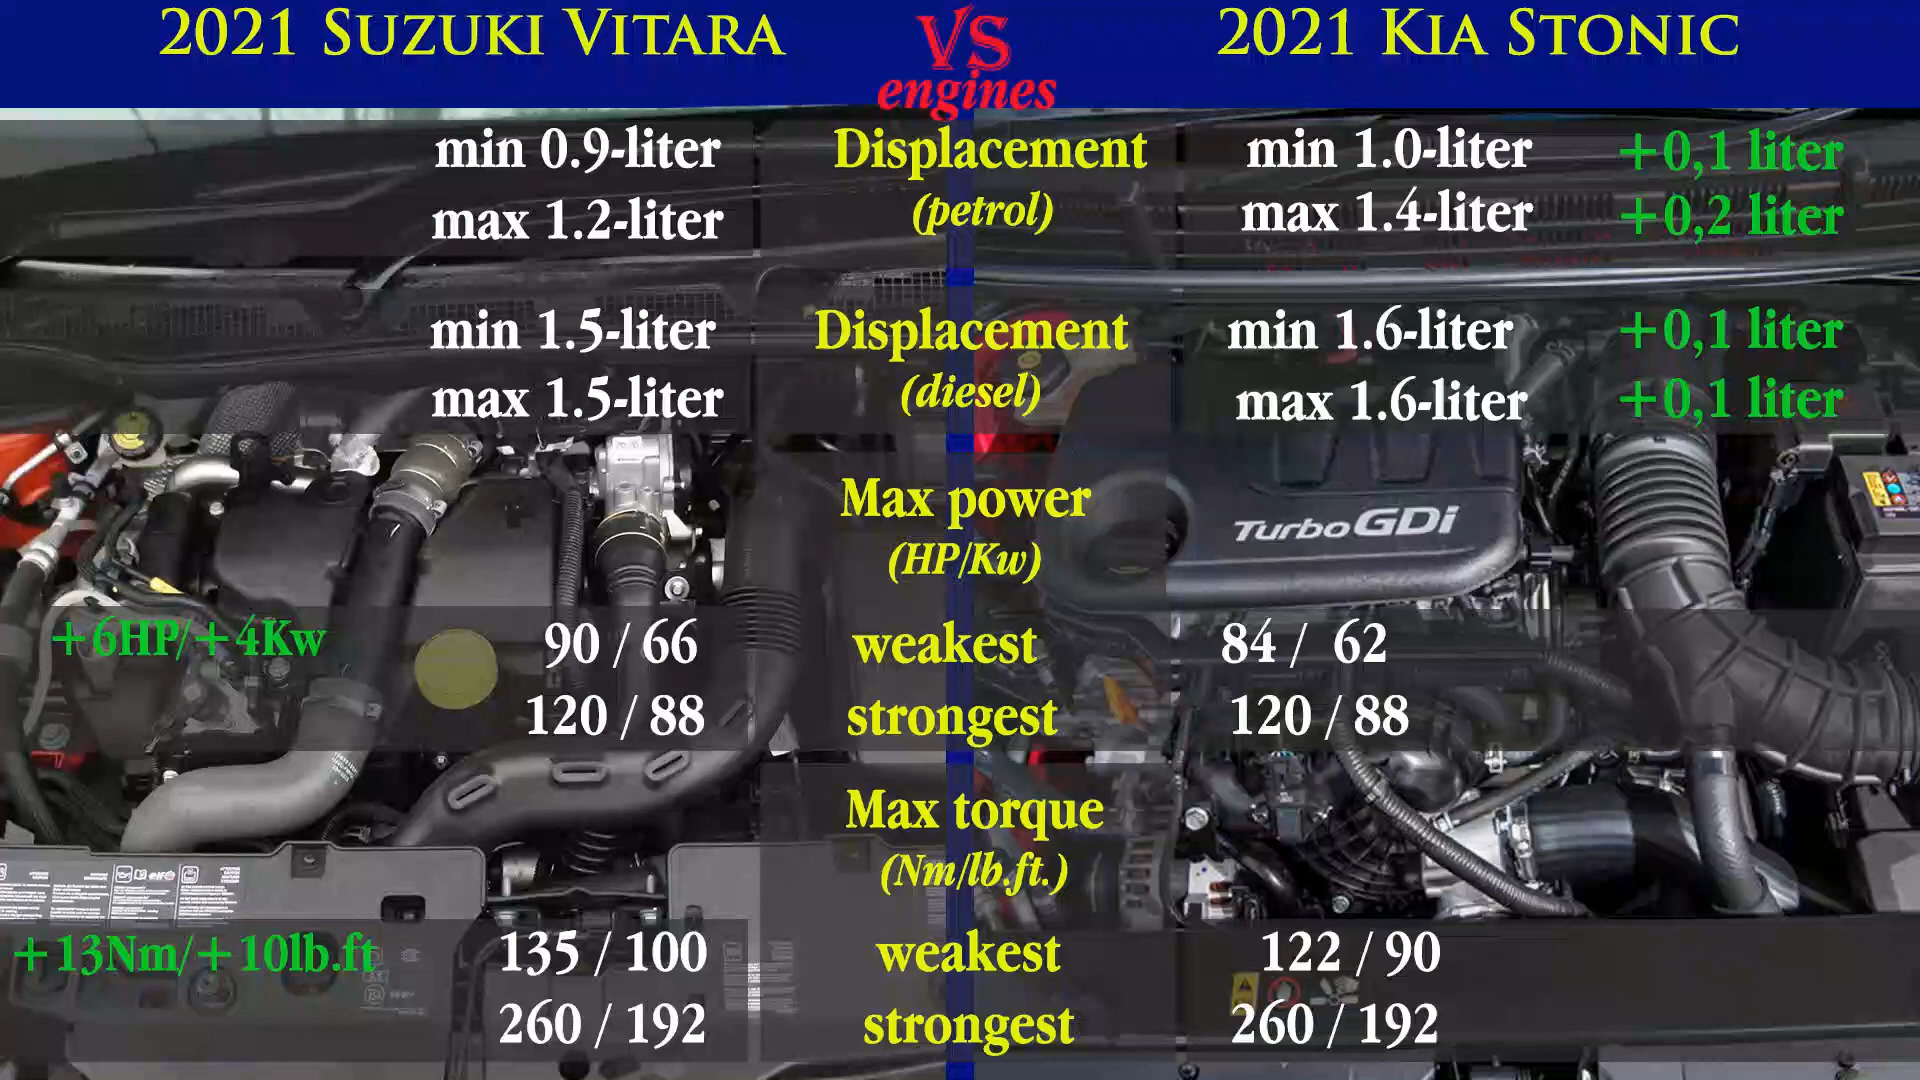 2021 SUZUKI VITARA
VS
engines
2021 KIA STONIC
min 0.9-liter
Displacement
min 1.0-liter
+0,1 liter
max 1.2-liter
(petrol)
max 1.4-liter
+0,2 liter
min 1.5-liter
Displacement
min 1.6-liter
+0,1 liter
max 1.5-liter
(diesel)
max 1.6-liter
+0,1 liter
Max power
(HP/Kw)
TurboGDi
+6HP/+4Kw
90 / 66
weakest
84 / 62
120 / 88
strongest
120 / 88
Max torque
(Nm/lb.ft.)
+13Nm/+10lb.ft
135 / 100
weakest
122 / 90
260 / 192
strongest
260 / 192